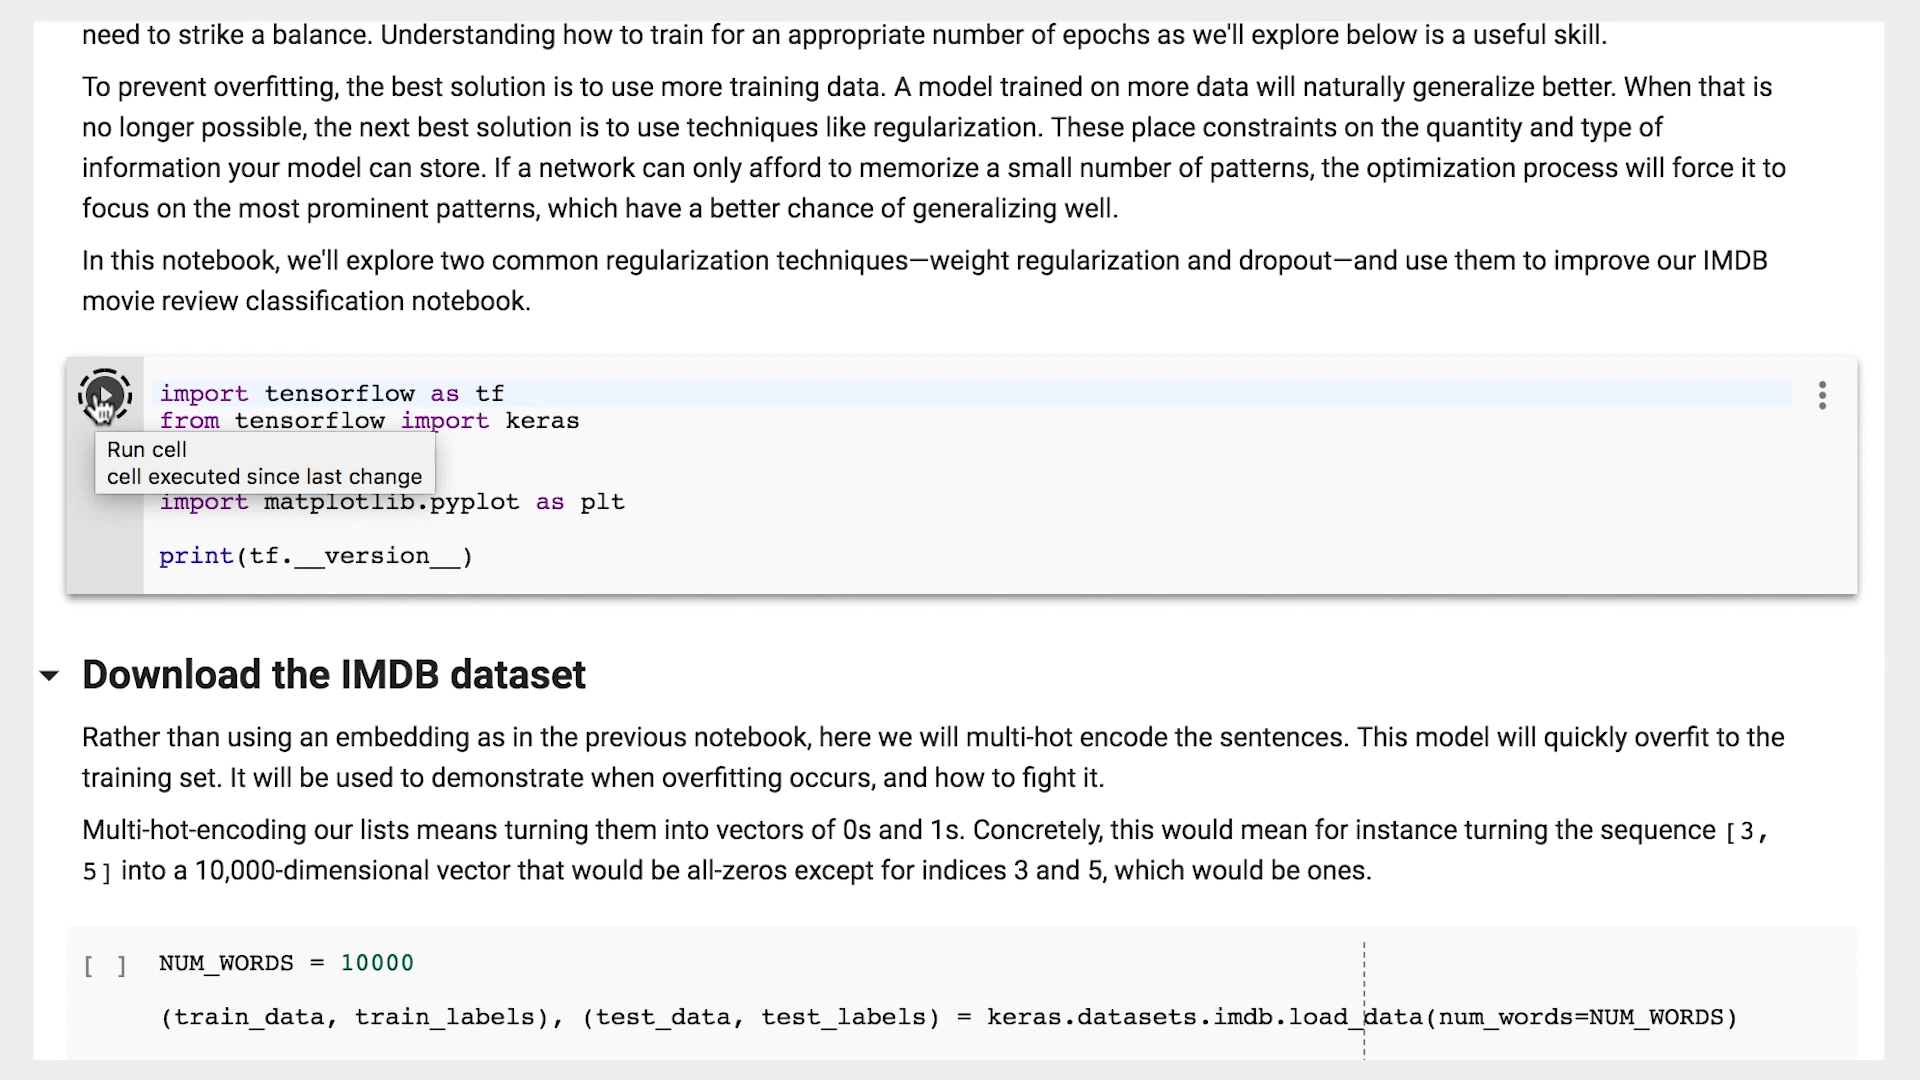 need to strike a balance. Understanding how to train for an appropriate number of epochs as we'll explore below is a useful skill.
To prevent overfitting, the best solution is to use more training data. A model trained on more data will naturally generalize better. When that is
no longer possible, the next best solution is to use techniques like regularization. These place constraints on the quantity and type of
information your model can store. If a network can only afford to memorize a small number of patterns, the optimization process will force it to
focus on the most prominent patterns, which have a better chance of generalizing well.
In this notebook, we'll explore two common regularization techniques—weight regularization and dropout—and use them to improve our IMDB
movie review classification notebook.
import tensorflow as tf
from tensorflow import keras
Run cell
cell executed since last change
import matplotlib.pyplot as plt
print(tf.__version__)
Download the IMDB dataset
Rather than using an embedding as in the previous notebook, here we will multi-hot encode the sentences. This model will quickly overfit to the
training set. It will be used to demonstrate when overfitting occurs, and how to fight it.
Multi-hot-encoding our lists means turning them into vectors of 0s and 1s. Concretely, this would mean for instance turning the sequence [3,
5] into a 10,000-dimensional vector that would be all-zeros except for indices 3 and 5, which would be ones.
[ ] NUM_WORDS = 10000
(train_data, train_labels), (test_data, test_labels) = keras.datasets.imdb.load_data(num_words=NUM_WORDS)